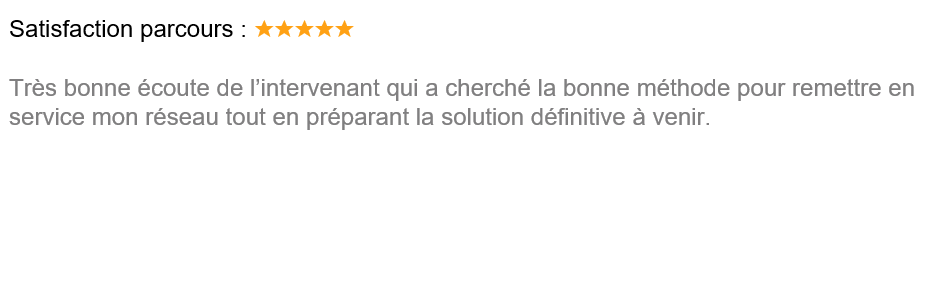 Satisfaction parcours : ★★★★★
Très bonne écoute de l’intervenant qui a cherché la bonne méthode pour remettre en
service mon réseau tout en préparant la solution définitive à venir.